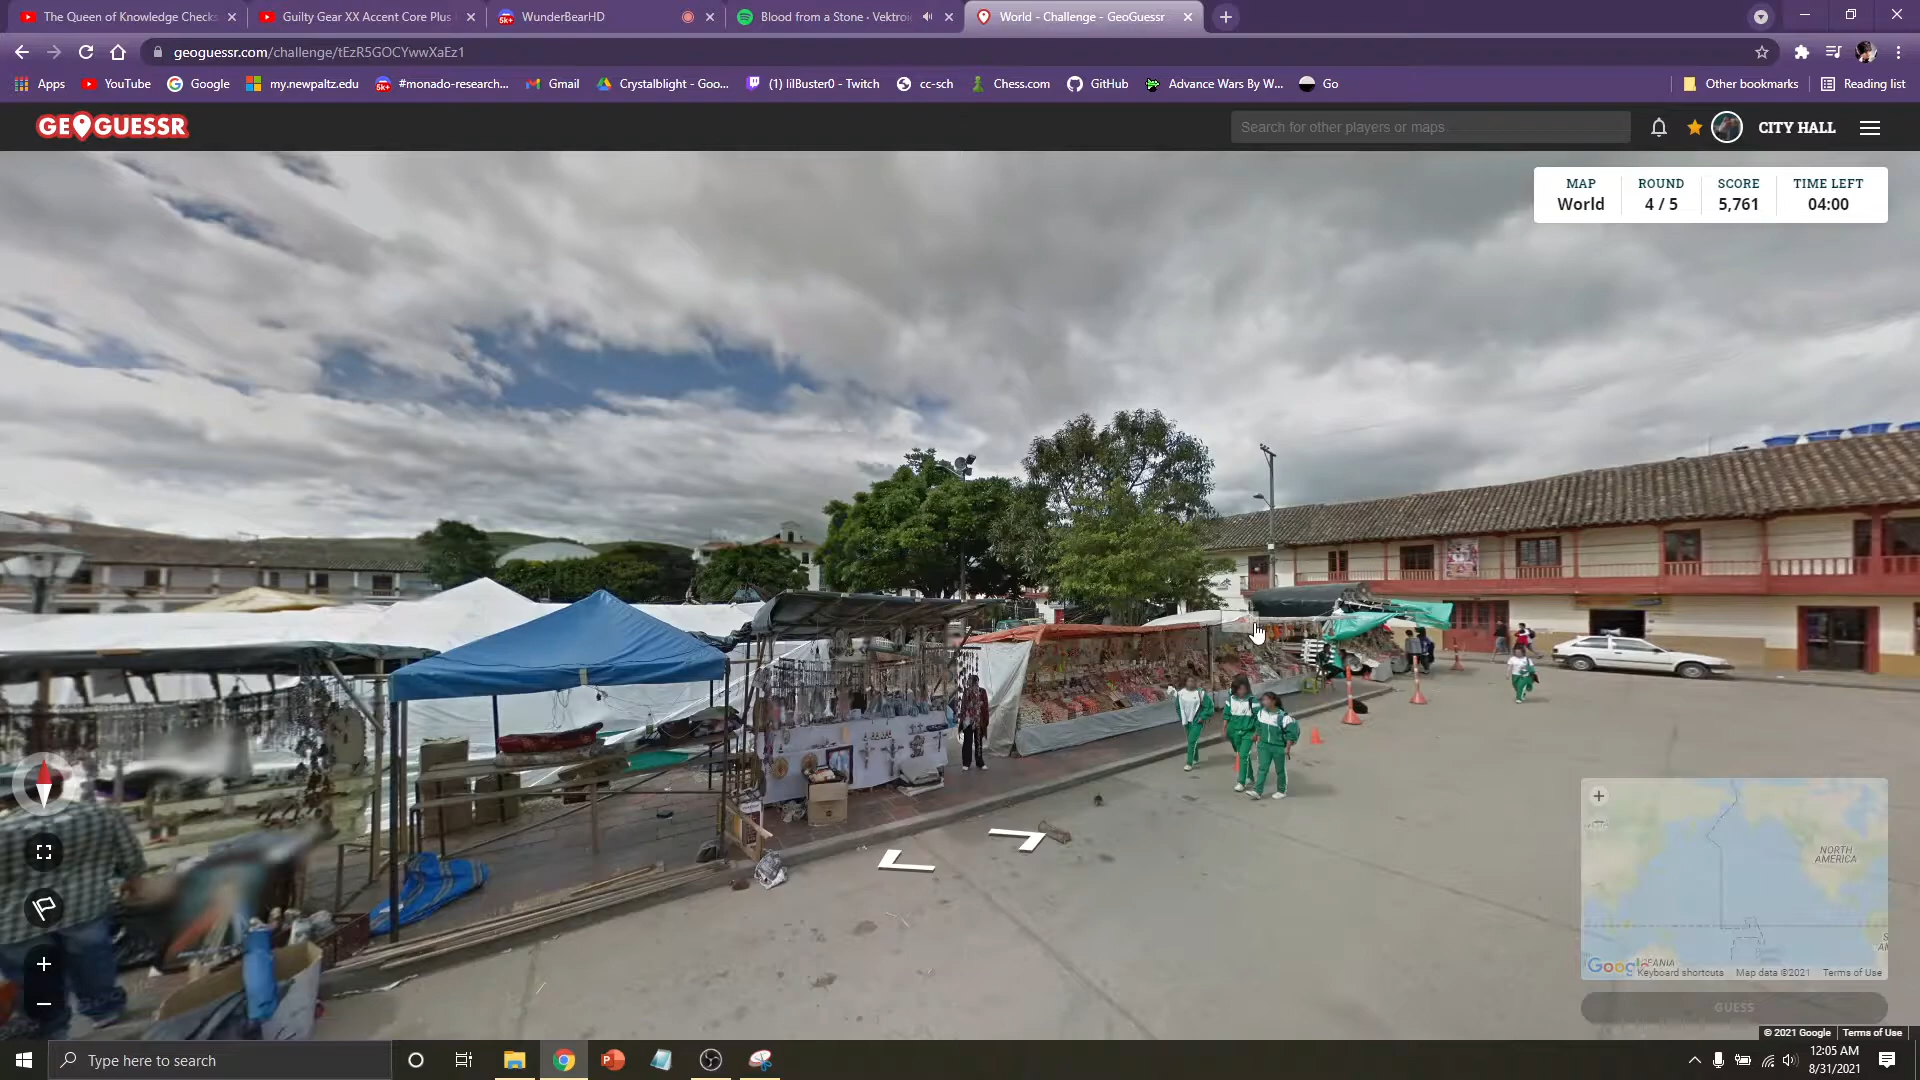 The Queen of Knowledge Checks
Guilty Gear XX Accent Core Plus
WunderBearHD
Blood from a Stone · Vektroid
World - Challenge - GeoGuessr
geoguessr.com/challenge/tEzR5GOCYwwXaEz1
Apps
YouTube
Google
my.newpaltz.edu
#monado-research...
Gmail
Crystalblight - Goo...
(1) lilBuster0 - Twitch
cc-sch
Chess.com
GitHub
Advance Wars By W...
Go
Other bookmarks
Reading list
GEOGUESSR
Search for other players or maps
CITY HALL
MAP ROUND SCORE TIME LEFT
World 4 / 5 5,761 04:00
NORTH
AMERICA
Google
Keyboard shortcuts Map data ©2021 Terms of Use
GUESS
© 2021 Google Terms of Use
Type here to search
12:05 AM
8/31/2021